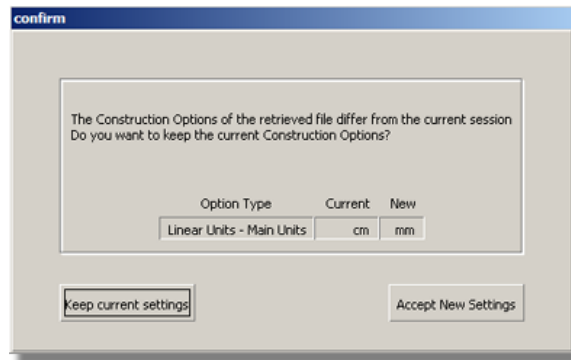 confirm
The Construction Options of the retrieved file differ from the current session
Do you want to keep the current Construction Options?
Option Type Current New
Linear Units - Main Units cm mm
Keep current settings Accept New Settings